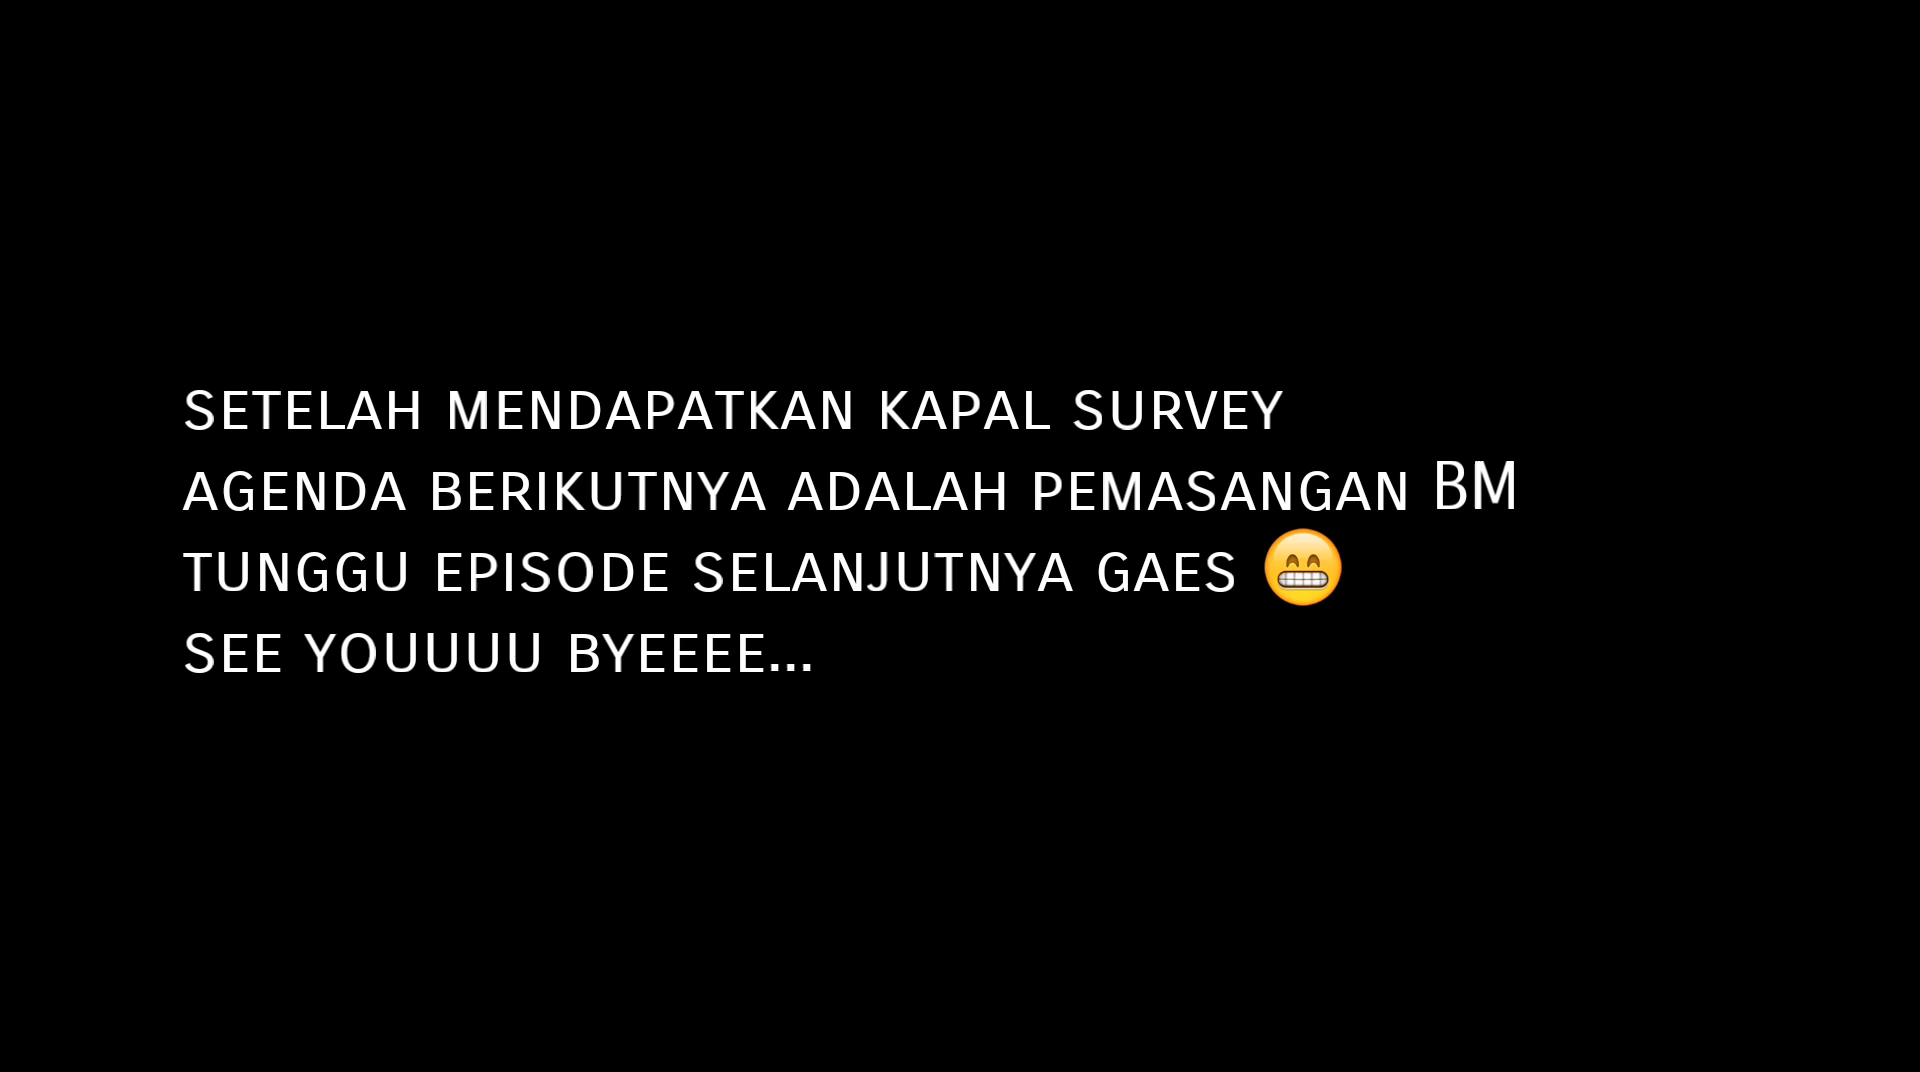 setelah mendapatkan kapal survey
agenda berikutnya adalah pemasangan BM
tunggu episode selanjutnya gaes 😁
see youuuu byeeee...